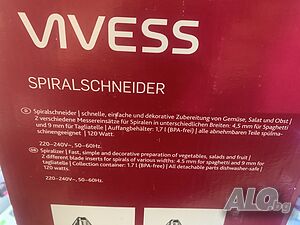 VIVESS
SPIRALSCHNEIDER
Spiralschneider | schnelle, einfache und dekorative Zubereitung von Gemüse, Salat und Obst |
2 verschiedene Messereinsätze für Spiralen in unterschiedlichen Breiten: 4,5 mm für Spaghetti
und 9 mm für Tagliatelle | Auffangbehälter: 1,7 l (BPA-frei) | alle abnehmbaren Teile spülma-
schinengeeignet | 120 Watt.
220-240V~, 50-60Hz.
Spiralizer | Fast, simple and decorative preparation of vegetables, salads and fruit |
2 different blade inserts for spirals of various widths: 4.5 mm for spaghetti and 9 mm for
tagliatelle | Collection container: 1.7 l (BPA-free) | All detachable parts dishwasher-safe |
120 watts.
220-240V~, 50-60Hz.
ALO.bg